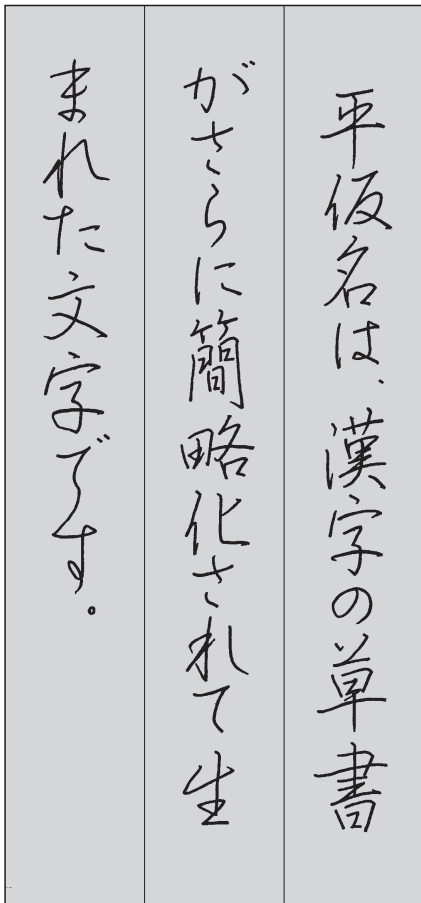 平仮名は、漢字の草書
がさらに簡略化されて生
まれた文字です。